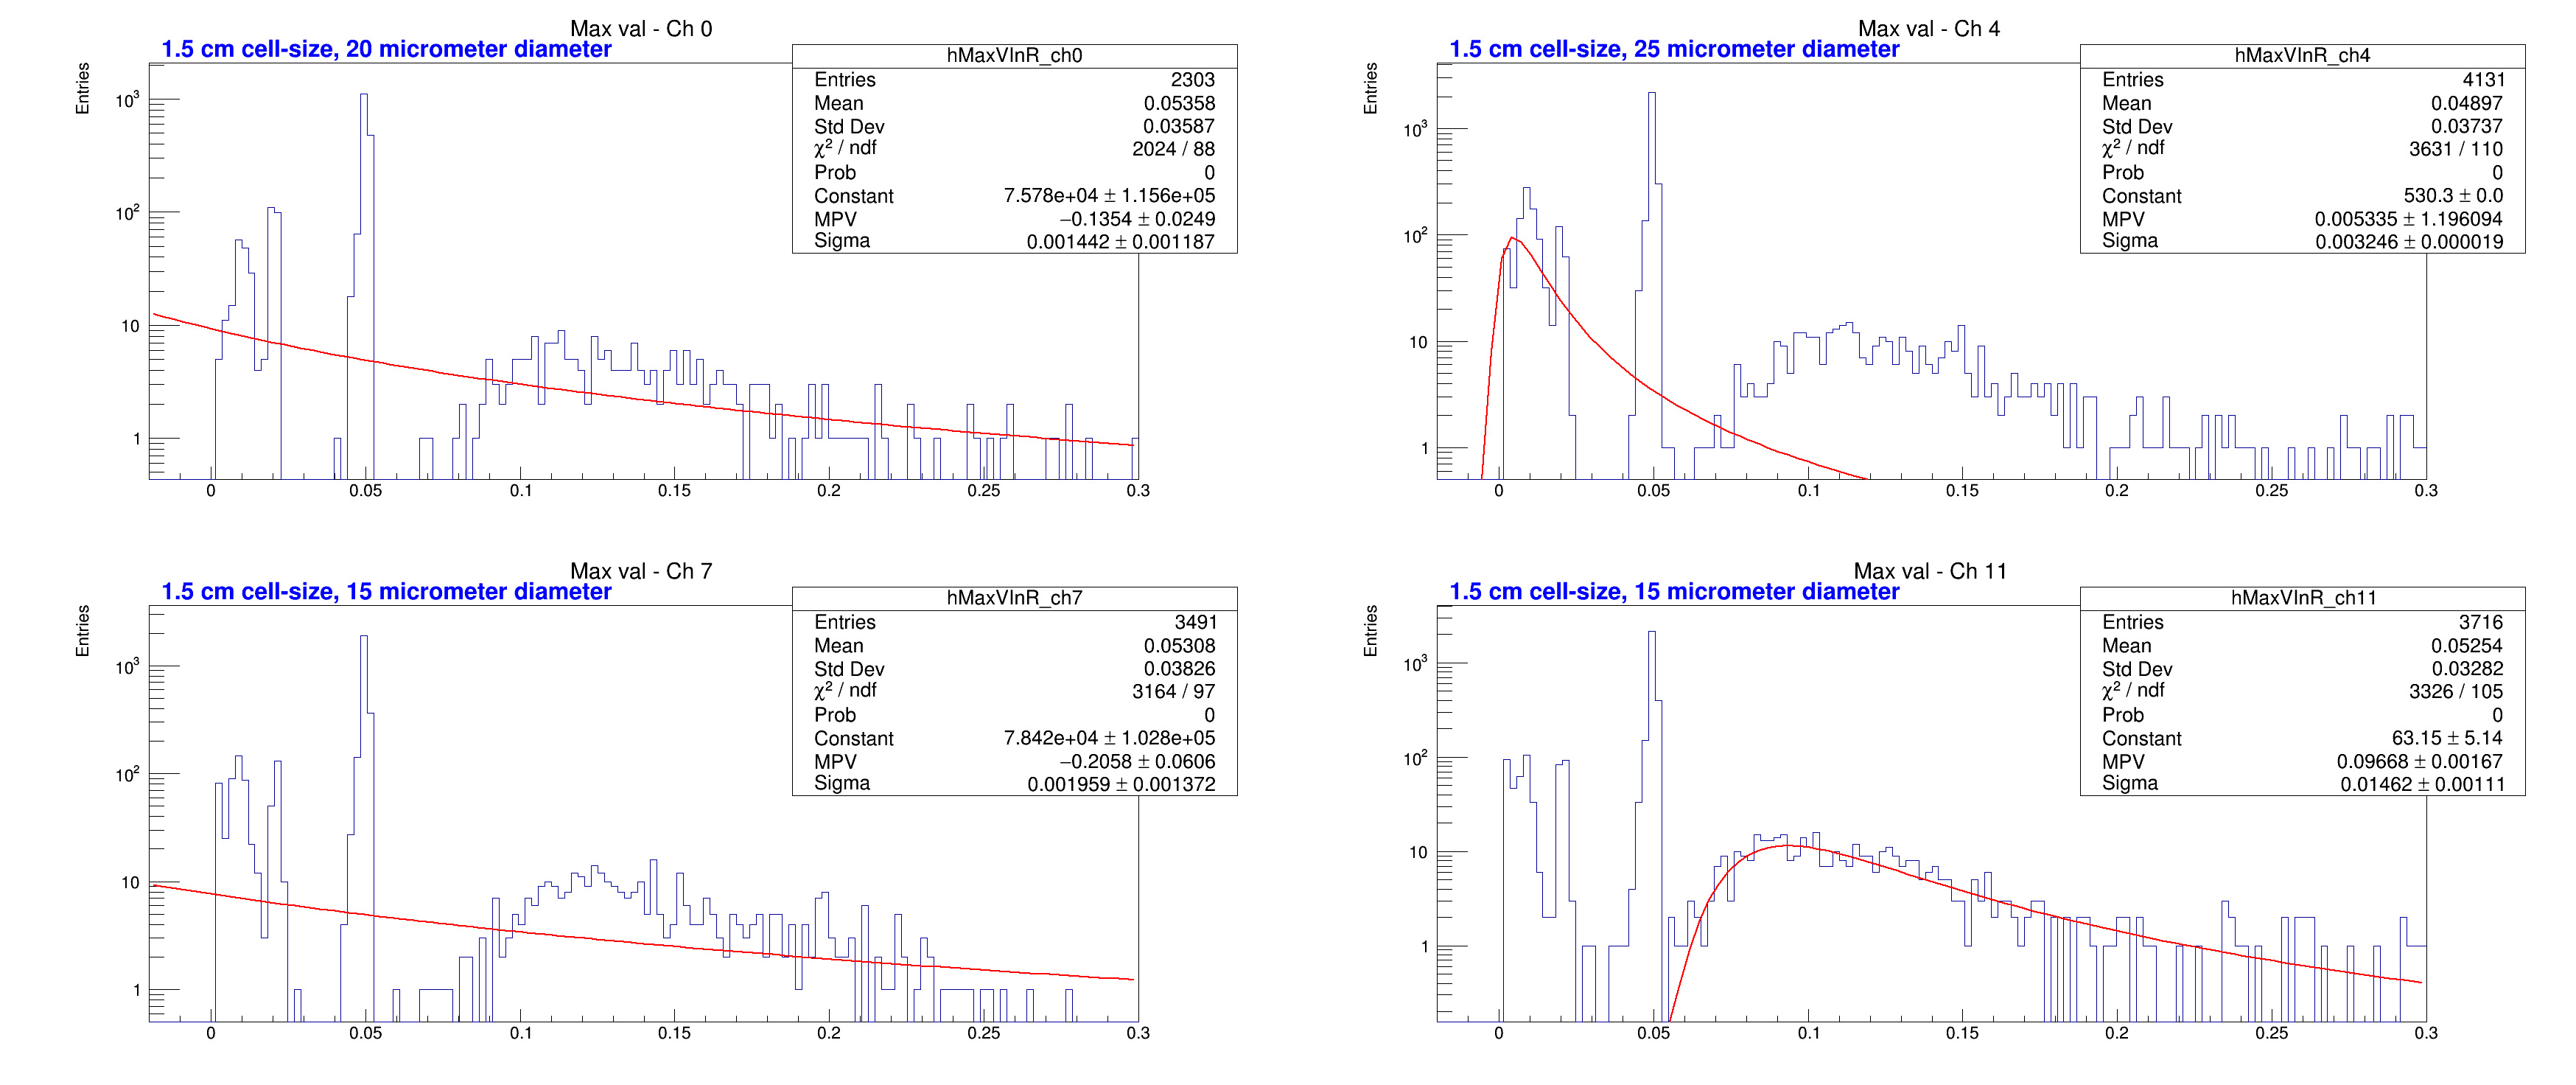 Max val - Ch 0
1.5 cm cell-size, 20 micrometer diameter
Entries
hMaxVInR_ch0
Entries 2303
Mean 0.05358
Std Dev 0.03587
χ² / ndf 2024 / 88
Prob 0
Constant 7.578e+04 ± 1.156e+05
MPV −0.1354 ± 0.0249
Sigma 0.001442 ± 0.001187
10³
10²
10
1
0 0.05 0.1 0.15 0.2 0.25 0.3
Max val - Ch 4
1.5 cm cell-size, 25 micrometer diameter
Entries
hMaxVInR_ch4
Entries 4131
Mean 0.04897
Std Dev 0.03737
χ² / ndf 3631 / 110
Prob 0
Constant 530.3 ± 0.0
MPV 0.005335 ± 1.196094
Sigma 0.003246 ± 0.000019
10³
10²
10
1
0 0.05 0.1 0.15 0.2 0.25 0.3
Max val - Ch 7
1.5 cm cell-size, 15 micrometer diameter
Entries
hMaxVInR_ch7
Entries 3491
Mean 0.05308
Std Dev 0.03826
χ² / ndf 3164 / 97
Prob 0
Constant 7.842e+04 ± 1.028e+05
MPV −0.2058 ± 0.0606
Sigma 0.001959 ± 0.001372
10³
10²
10
1
0 0.05 0.1 0.15 0.2 0.25 0.3
Max val - Ch 11
1.5 cm cell-size, 15 micrometer diameter
Entries
hMaxVInR_ch11
Entries 3716
Mean 0.05254
Std Dev 0.03282
χ² / ndf 3326 / 105
Prob 0
Constant 63.15 ± 5.14
MPV 0.09668 ± 0.00167
Sigma 0.01462 ± 0.00111
10³
10²
10
1
0 0.05 0.1 0.15 0.2 0.25 0.3